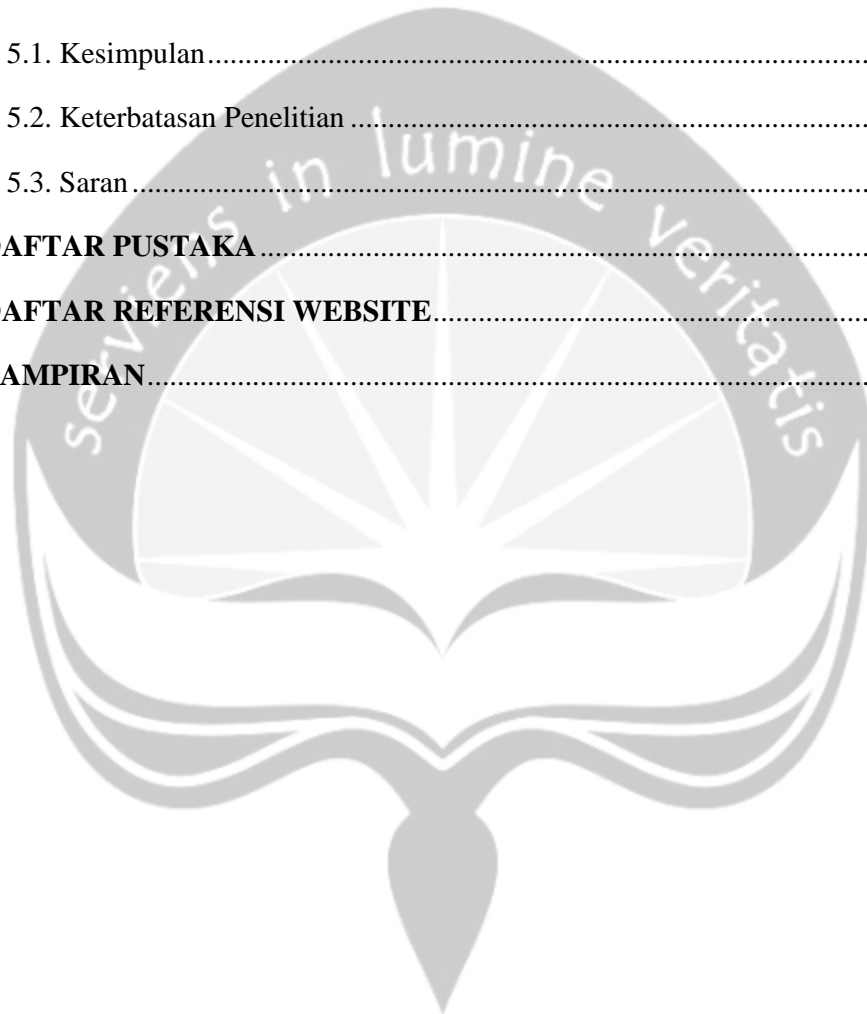 5.1. Kesimpulan........................................................................................
5.2. Keterbatasan Penelitian .....................................................................
5.3. Saran ..................................................................................................
AFTAR PUSTAKA ..................................................................................
AFTAR REFERENSI WEBSITE..............................................................
AMPIRAN.................................................................................................
serviens in lumine veritatis